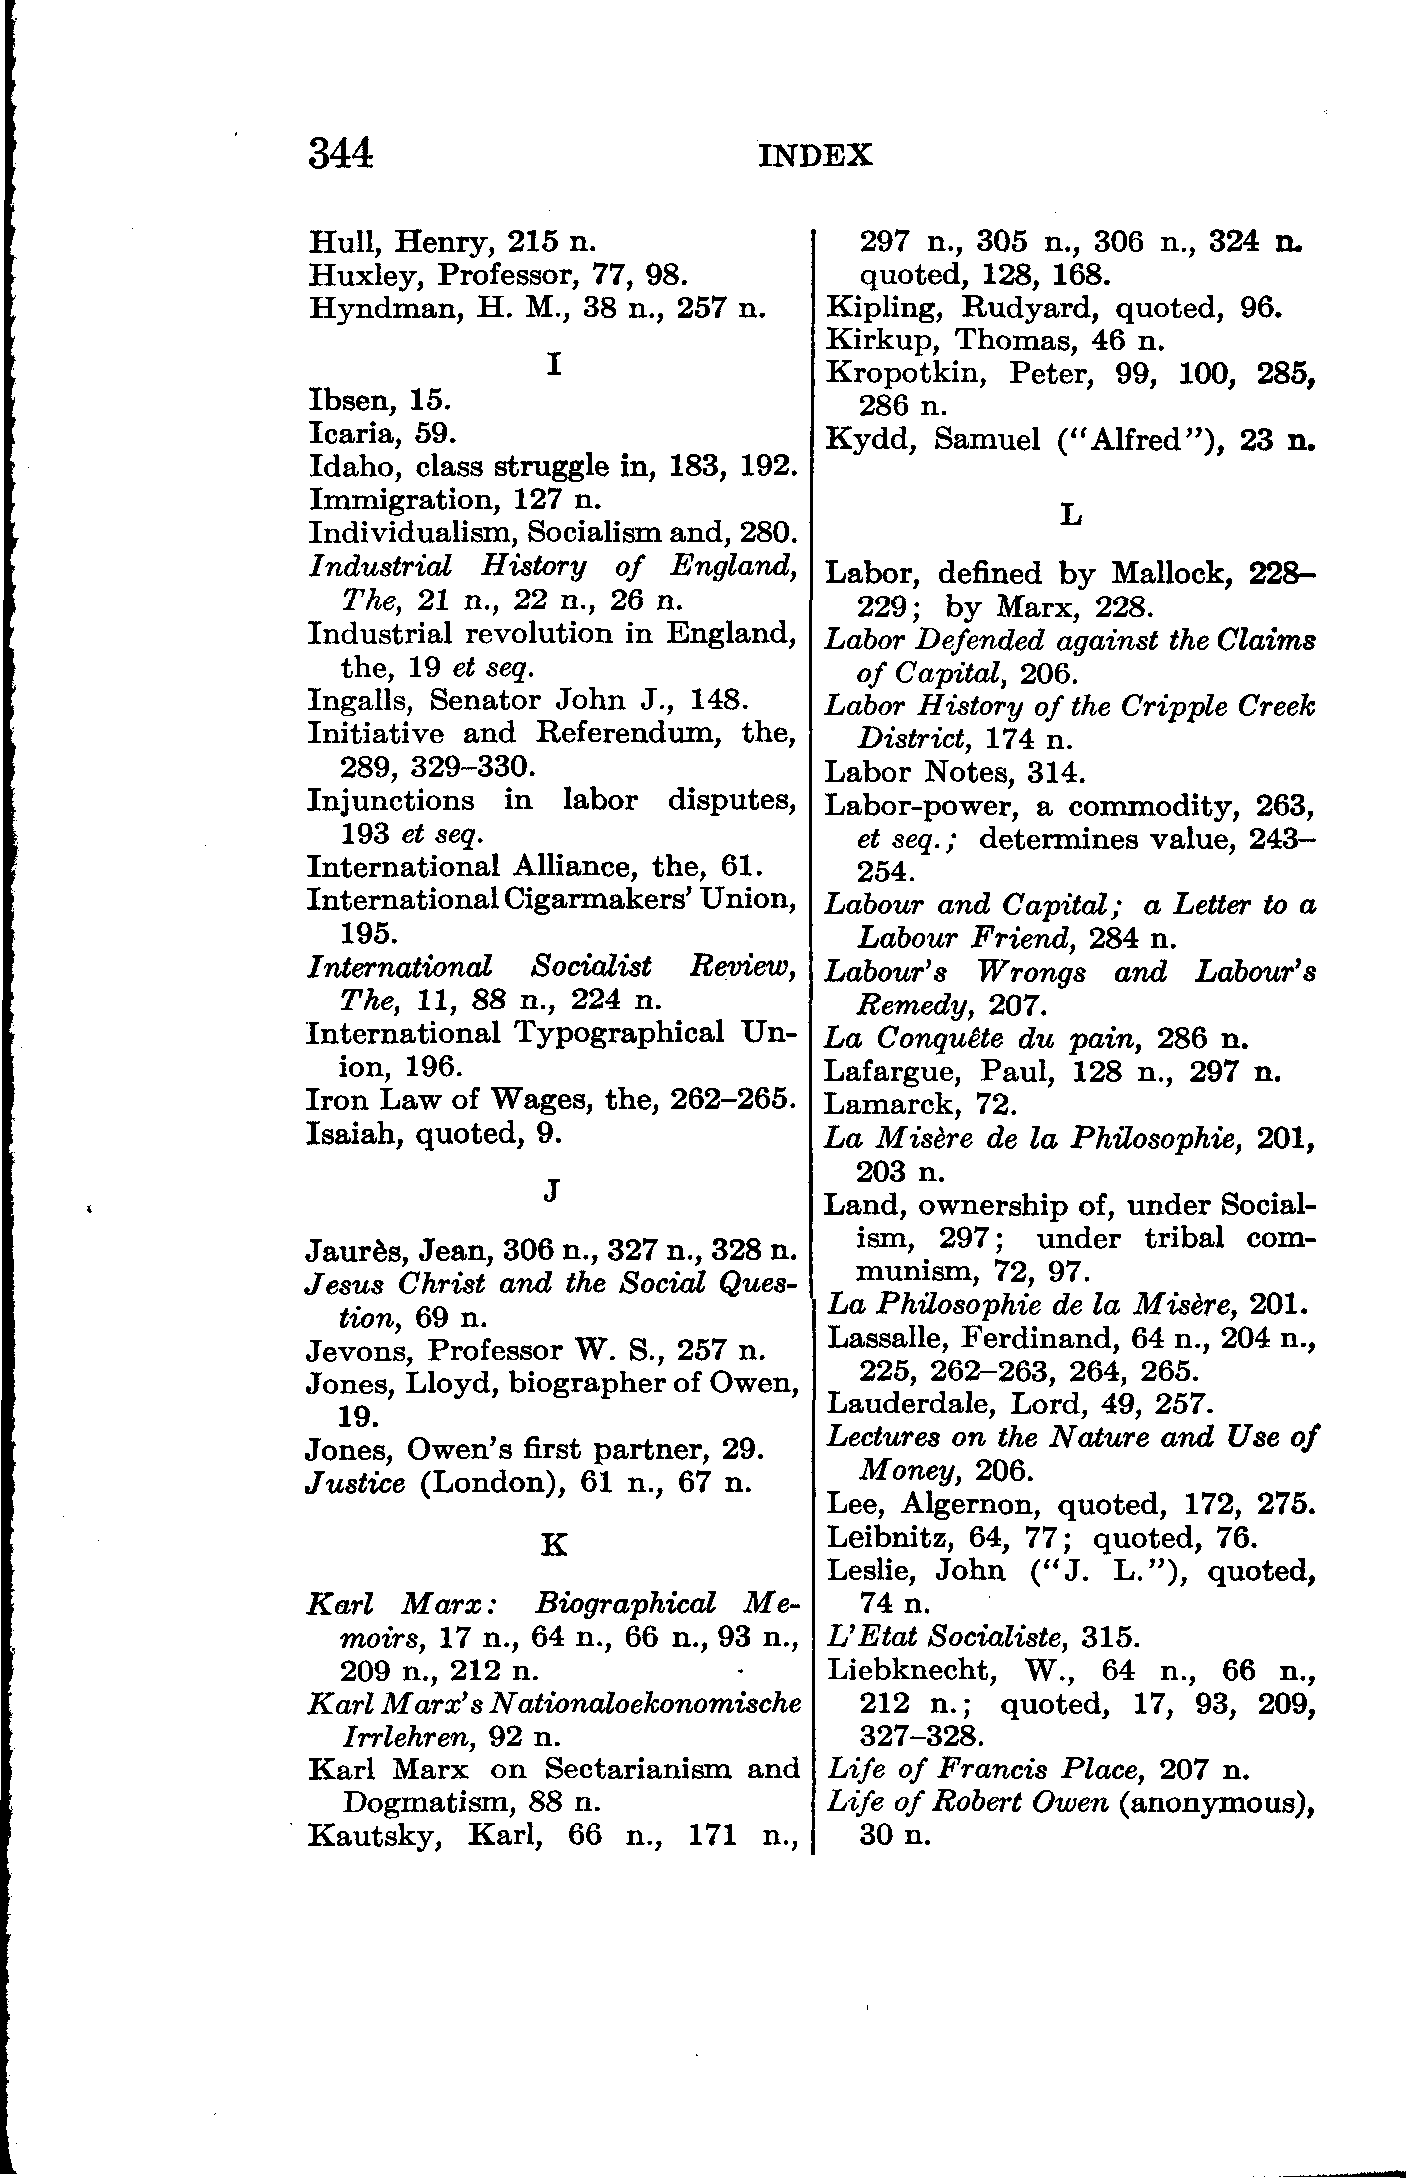 344
INDEX
Hull, Henry, 215 n.
Huxley, Professor, 77, 98.
Hyndman, H. M., 38 n., 257 n.
I
Ibsen, 15.
Icaria, 59.
Idaho, class struggle in, 183, 192.
Immigration, 127 n.
Individualism, Socialism and, 280.
Industrial History of England,
The, 21 n., 22 n., 26 n.
Industrial revolution in England,
the, 19 et seq.
Ingalls, Senator John J., 148.
Initiative and Referendum, the,
289, 329–330.
Injunctions in labor disputes,
193 et seq.
International Alliance, the, 61.
International Cigarmakers' Union,
195.
International Socialist Review,
The, 11, 88 n., 224 n.
International Typographical Un-
ion, 196.
Iron Law of Wages, the, 262–265.
Isaiah, quoted, 9.
J
Jaurès, Jean, 306 n., 327 n., 328 n.
Jesus Christ and the Social Ques-
tion, 69 n.
Jevons, Professor W. S., 257 n.
Jones, Lloyd, biographer of Owen,
19.
Jones, Owen's first partner, 29.
Justice (London), 61 n., 67 n.
K
Karl Marx: Biographical Me-
moirs, 17 n., 64 n., 66 n., 93 n.,
209 n., 212 n.
Karl Marx's Nationaloekonomische
Irrlehren, 92 n.
Karl Marx on Sectarianism and
Dogmatism, 88 n.
Kautsky, Karl, 66 n., 171 n.,
297 n., 305 n., 306 n., 324 n.
quoted, 128, 168.
Kipling, Rudyard, quoted, 96.
Kirkup, Thomas, 46 n.
Kropotkin, Peter, 99, 100, 285,
286 n.
Kydd, Samuel ("Alfred"), 23 n.
L
Labor, defined by Mallock, 228–
229; by Marx, 228.
Labor Defended against the Claims
of Capital, 206.
Labor History of the Cripple Creek
District, 174 n.
Labor Notes, 314.
Labor-power, a commodity, 263,
et seq.; determines value, 243–
254.
Labour and Capital; a Letter to a
Labour Friend, 284 n.
Labour's Wrongs and Labour's
Remedy, 207.
La Conquête du pain, 286 n.
Lafargue, Paul, 128 n., 297 n.
Lamarck, 72.
La Misère de la Philosophie, 201,
203 n.
Land, ownership of, under Social-
ism, 297; under tribal com-
munism, 72, 97.
La Philosophie de la Misère, 201.
Lassalle, Ferdinand, 64 n., 204 n.,
225, 262–263, 264, 265.
Lauderdale, Lord, 49, 257.
Lectures on the Nature and Use of
Money, 206.
Lee, Algernon, quoted, 172, 275.
Leibnitz, 64, 77; quoted, 76.
Leslie, John ("J. L."), quoted,
74 n.
L'Etat Socialiste, 315.
Liebknecht, W., 64 n., 66 n.,
212 n.; quoted, 17, 93, 209,
327–328.
Life of Francis Place, 207 n.
Life of Robert Owen (anonymous),
30 n.